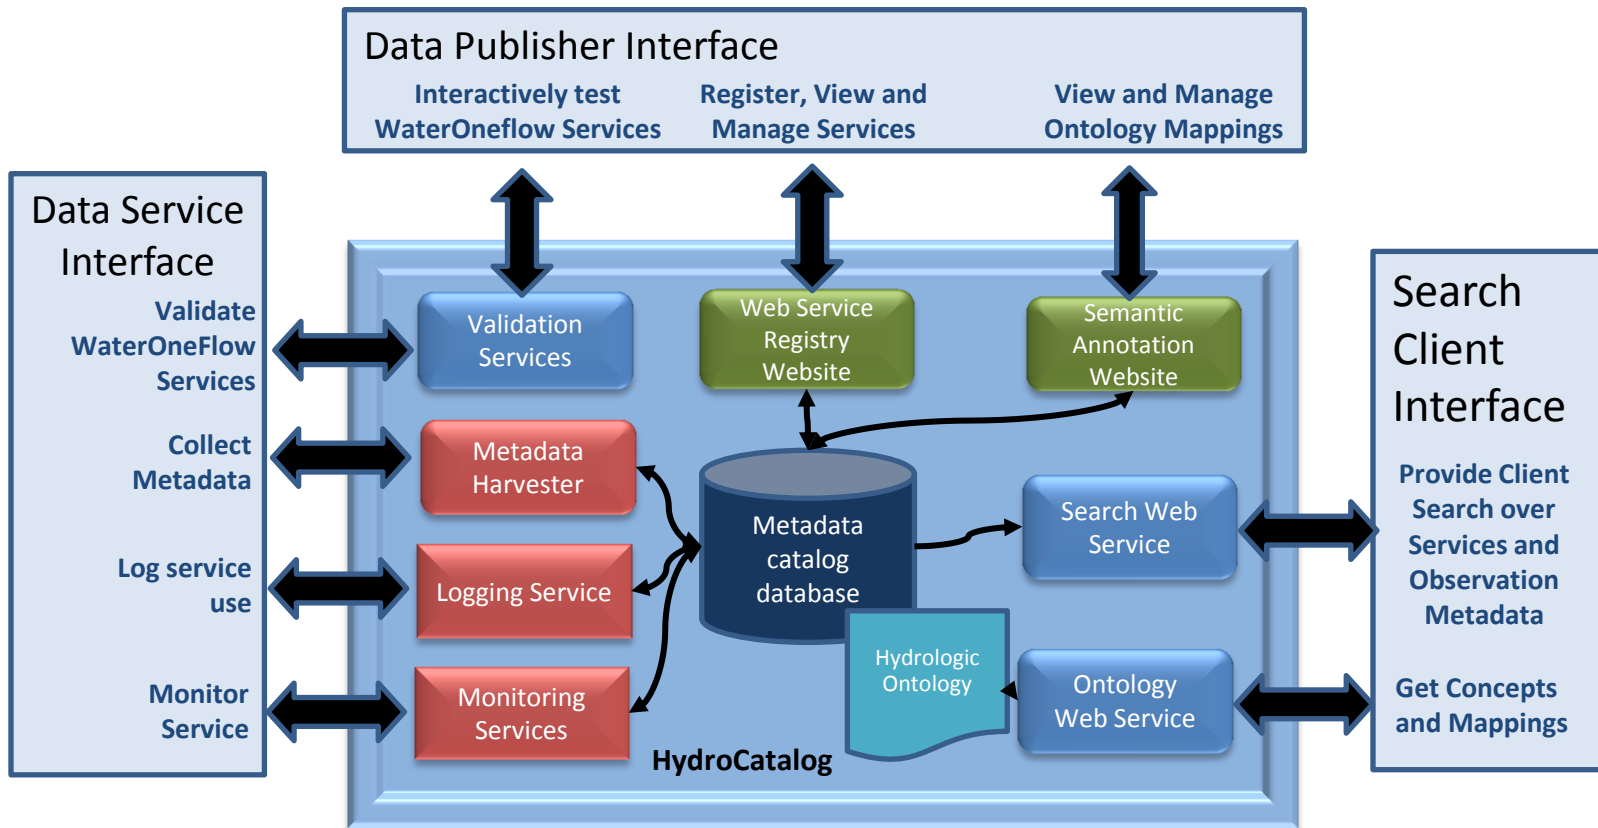 Data Publisher Interface
Interactively test
WaterOneflow Services
Register, View and
Manage Services
View and Manage
Ontology Mappings
Data Service
Interface
Validate
WaterOneFlow
Services
Collect
Metadata
Log service
use
Monitor
Service
Validation
Services
Web Service
Registry
Website
Semantic
Annotation
Website
Metadata
Harvester
Logging Service
Monitoring
Services
Metadata
catalog
database
Search Web
Service
Hydrologic
Ontology
Ontology
Web Service
HydroCatalog
Search
Client
Interface
Provide Client
Search over
Services and
Observation
Metadata
Get Concepts
and Mappings